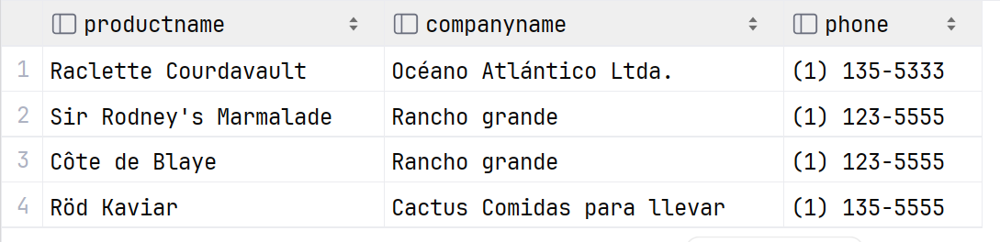 productname companyname phone
1 Raclette Courdavault Océano Atlántico Ltda. (1) 135-5333
2 Sir Rodney's Marmalade Rancho grande (1) 123-5555
3 Côte de Blaye Rancho grande (1) 123-5555
4 Röd Kaviar Cactus Comidas para llevar (1) 135-5555